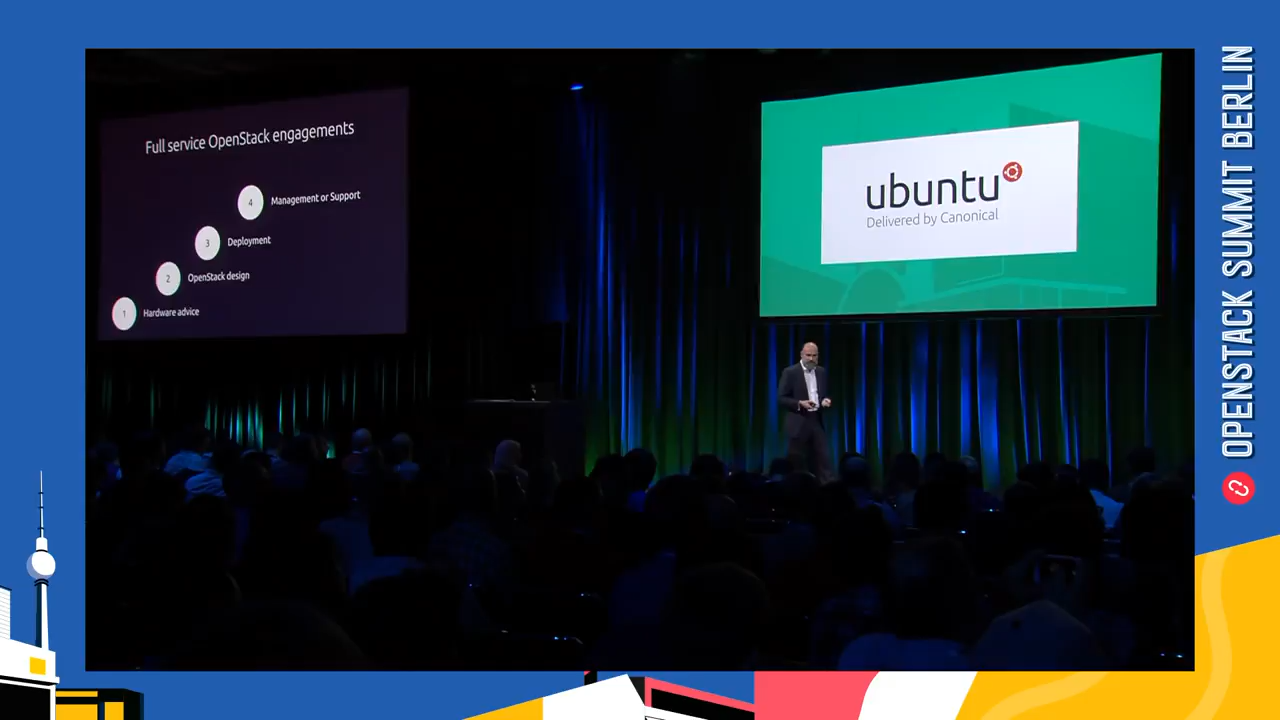 Full service OpenStack engagements
4 Management or Support
3 Deployment
2 OpenStack design
1 Hardware advice
ubuntu
Delivered by Canonical
OPENSTACK SUMMIT BERLIN